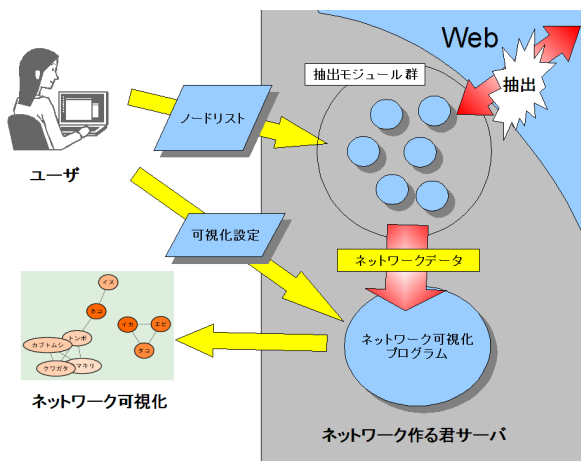 Web
抽出モジュール群
抽出
ノードリスト
ユーザ
可視化設定
ネットワークデータ
イヌ
ネコ
イカ
エビ
タコ
トンボ
カブトムシ
クワガタ
マキリ
ネットワーク可視化
プログラム
ネットワーク可視化
ネットワーク作る君サーバ